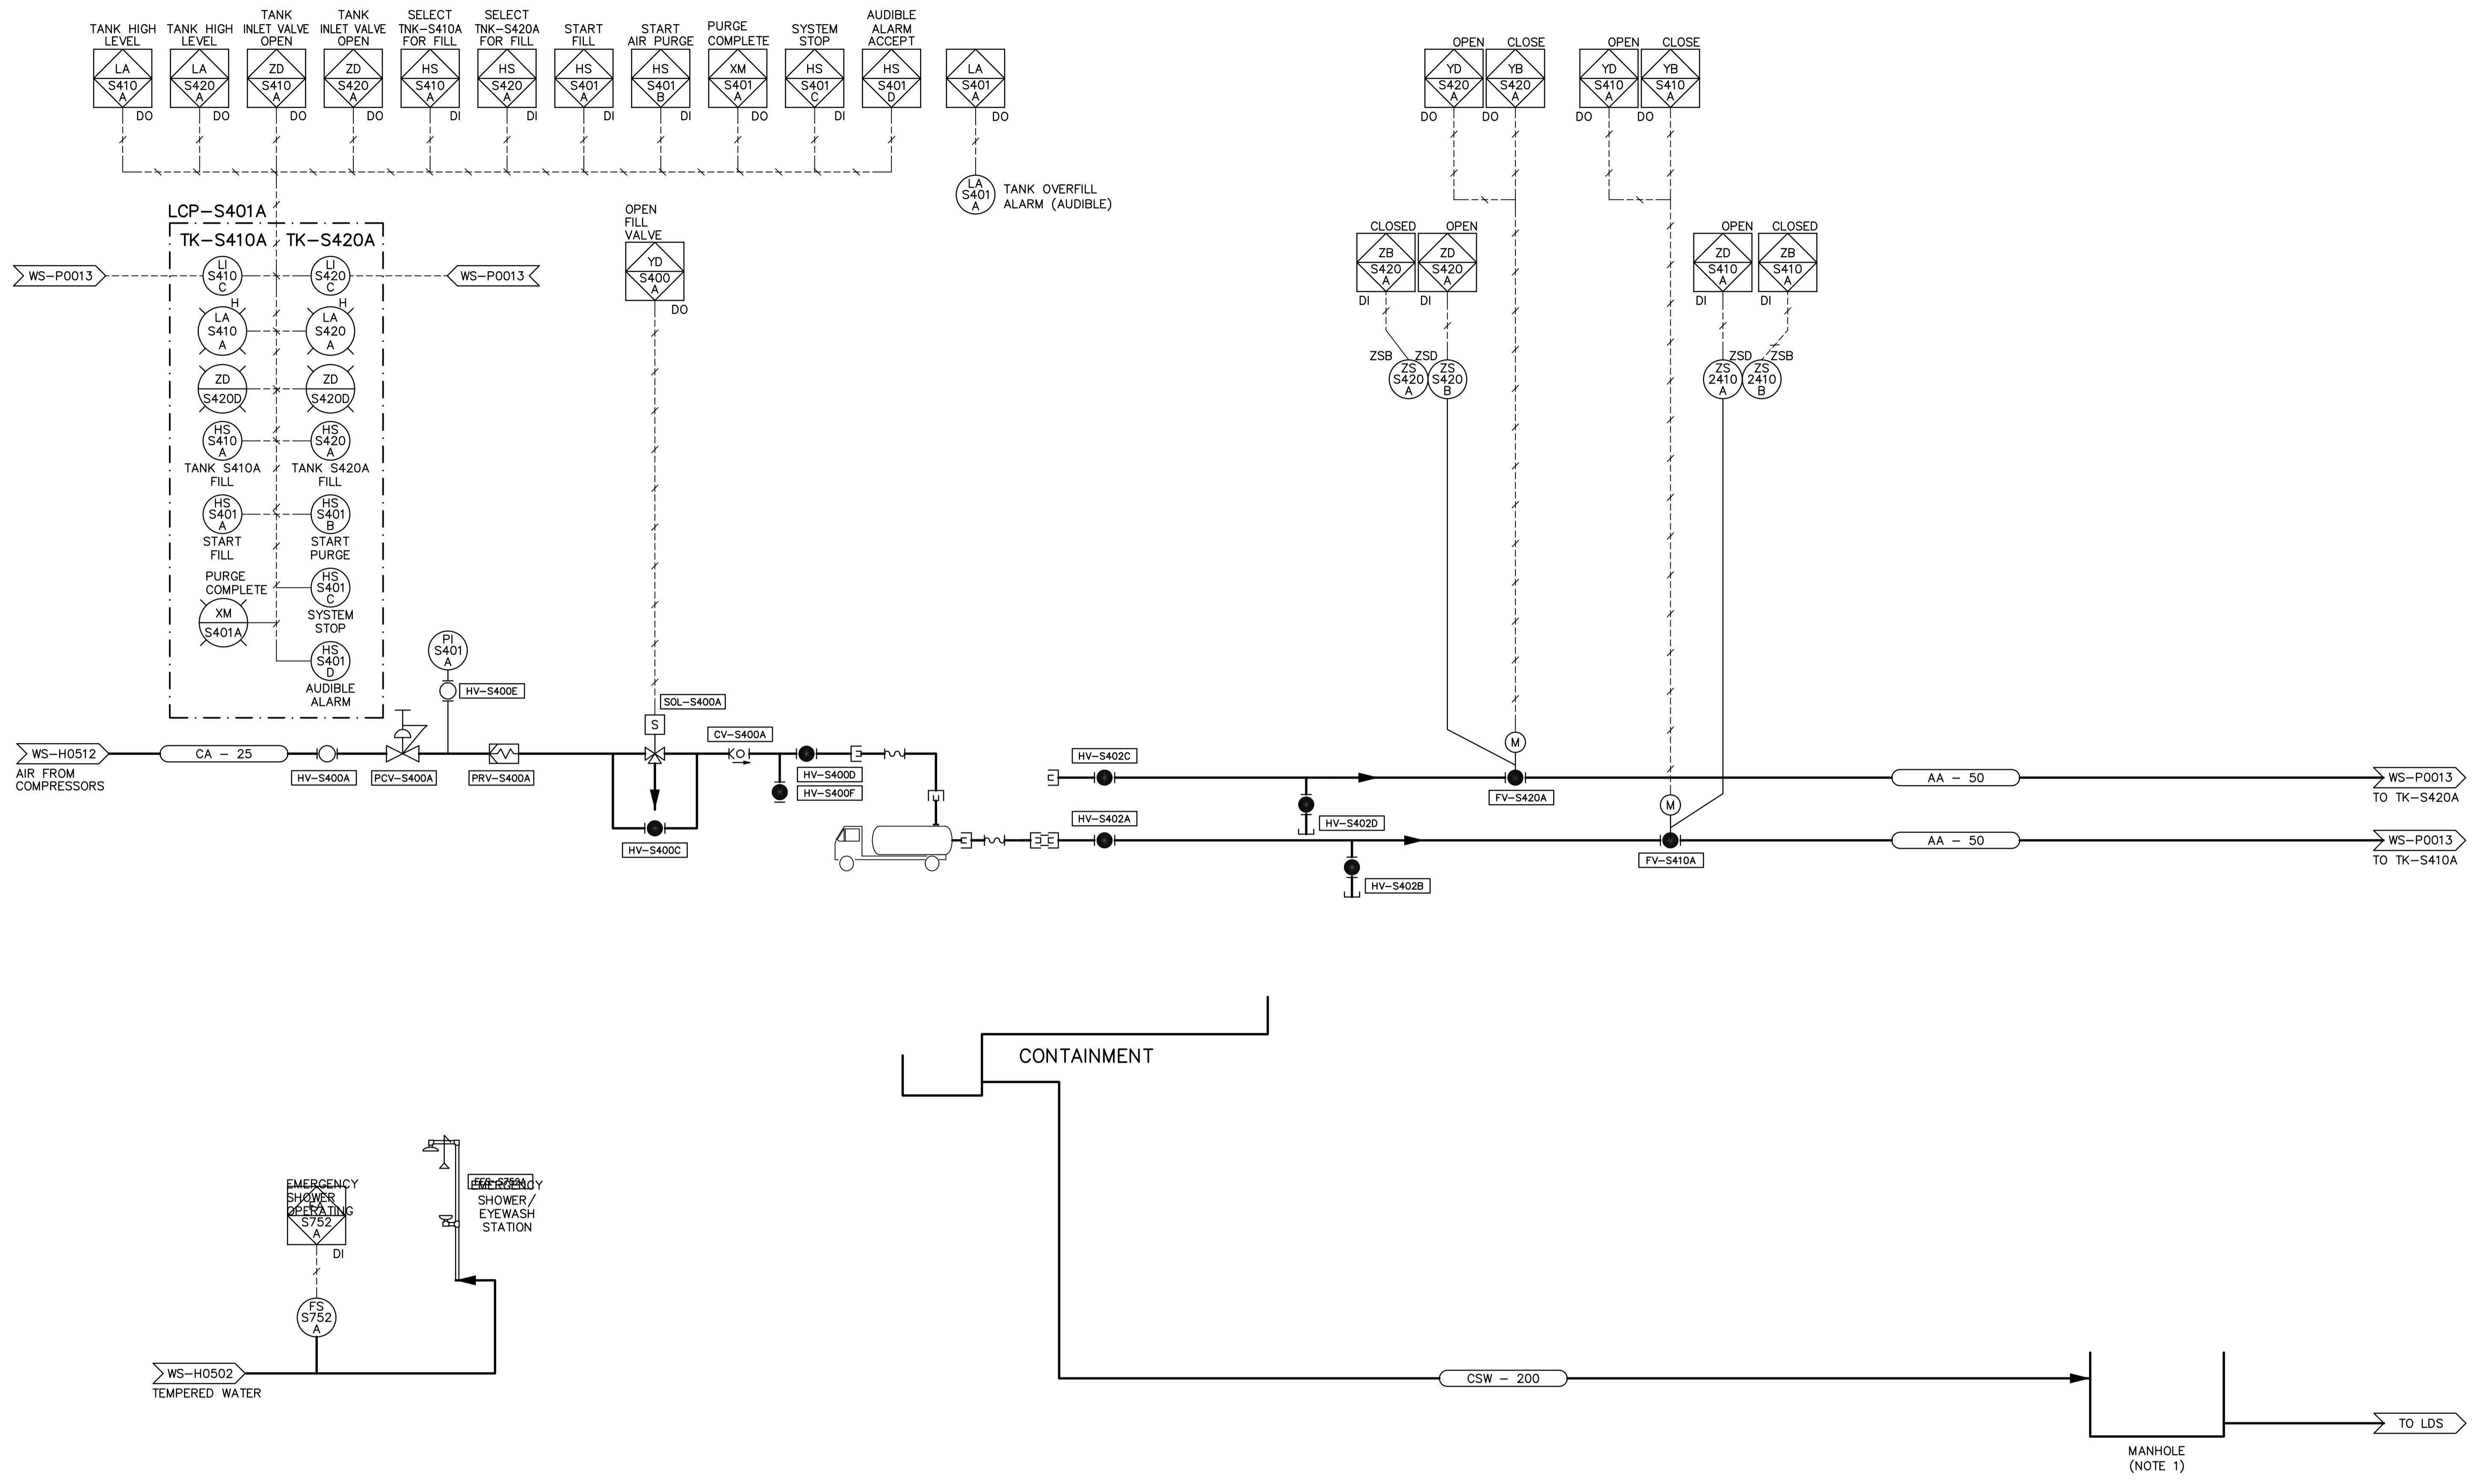 TANK HIGH
LEVEL
LA
S410
A
DO
TANK HIGH
LEVEL
LA
S420
A
DO
TANK
INLET VALVE
OPEN
ZD
S410
A
DO
TANK
INLET VALVE
OPEN
ZD
S420
A
DO
SELECT
TNK-S410A
FOR FILL
HS
S410
A
DI
SELECT
TNK-S420A
FOR FILL
HS
S420
A
DI
START
FILL
HS
S401
A
DI
START
AIR PURGE
HS
S401
B
DI
PURGE
COMPLETE
XM
S401
A
DO
SYSTEM
STOP
HS
S401
C
DI
AUDIBLE
ALARM
ACCEPT
HS
S401
D
LA
S401
A
DO
LA
S401
A
TANK OVERFILL
ALARM (AUDIBLE)
OPEN
YD
S420
A
DO
CLOSE
YB
S420
A
DO
OPEN
YD
S410
A
DO
CLOSE
YB
S410
A
DO
CLOSED
ZB
S420
A
DI
OPEN
ZD
S420
A
DI
OPEN
ZD
S410
A
DI
CLOSED
ZB
S410
A
DI
ZSB
ZS
S420
A
ZSD
ZS
S420
B
ZSD
ZS
2410
A
ZSB
ZS
2410
B
LCP-S401A
TK-S410A
TK-S420A
WS-P0013
LI
S410
C
LI
S420
C
WS-P0013
H
LA
S410
A
H
LA
S420
A
ZD
S420D
ZD
S420D
HS
S410
A
TANK S410A
FILL
HS
S420
A
TANK S420A
FILL
HS
S401
A
START
FILL
HS
S401
B
START
PURGE
PURGE
COMPLETE
XM
S401A
HS
S401
C
SYSTEM
STOP
HS
S401
D
AUDIBLE
ALARM
OPEN
FILL
VALVE
YD
S400
A
DO
PI
S401
A
HV-S400E
SOL-S400A
S
CV-S400A
WS-H0512
AIR FROM
COMPRESSORS
CA - 25
HV-S400A
PCV-S400A
PRV-S400A
HV-S400C
HV-S400D
HV-S400F
HV-S402C
HV-S402A
HV-S402D
HV-S402B
M
FV-S420A
M
FV-S410A
AA - 50
WS-P0013
TO TK-S420A
AA - 50
WS-P0013
TO TK-S410A
CONTAINMENT
EMERGENCY
SHOWER
OPERATING
S752
A
DI
FS
S752
A
EMERGENCY
SHOWER/
EYEWASH
STATION
WS-H0502
TEMPERED WATER
CSW - 200
MANHOLE
(NOTE 1)
TO LDS